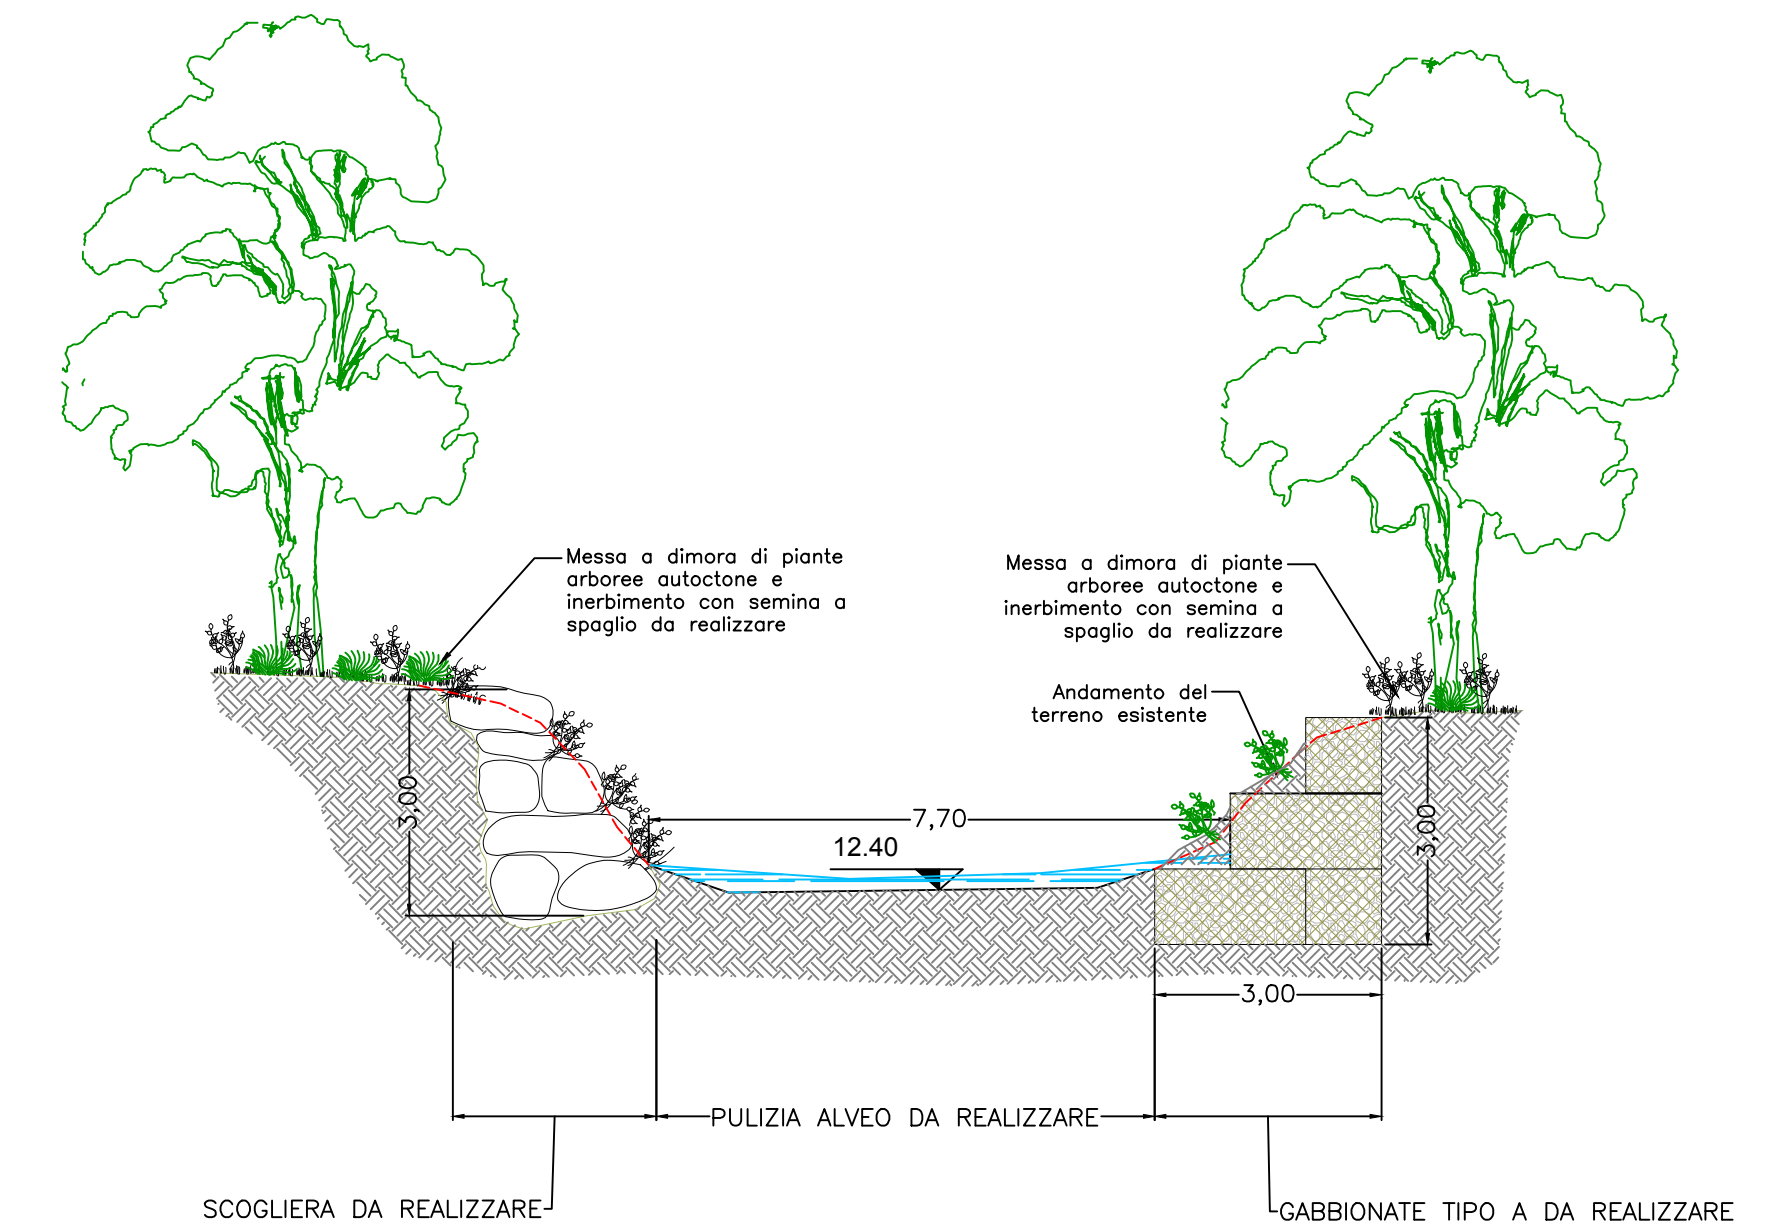 Messa a dimora di piante
arboree autoctone e
inerbimento con semina a
spaglio da realizzare
Messa a dimora di piante
arboree autoctone e
inerbimento con semina a
spaglio da realizzare
Andamento del
terreno esistente
3,00
7,70
12.40
3,00
3,00
PULIZIA ALVEO DA REALIZZARE
SCOGLIERA DA REALIZZARE
GABBIONATE TIPO A DA REALIZZARE